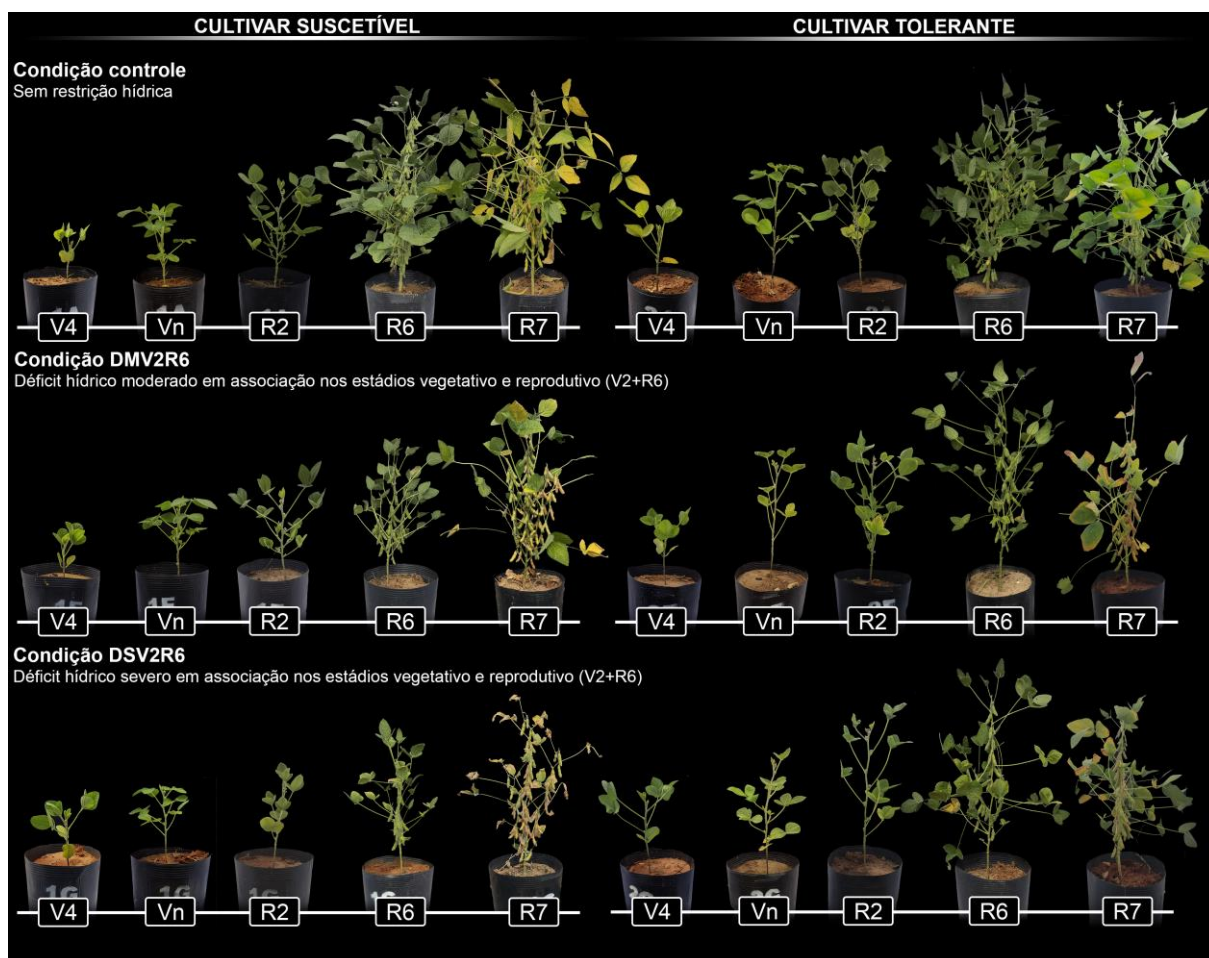 CULTIVAR SUSCETÍVEL
CULTIVAR TOLERANTE
Condição controle
Sem restrição hídrica
V4 Vn R2 R6 R7 V4 Vn R2 R6 R7
Condição DMV2R6
Déficit hídrico moderado em associação nos estádios vegetativo e reprodutivo (V2+R6)
V4 Vn R2 R6 R7 V4 Vn R2 R6 R7
Condição DSV2R6
Déficit hídrico severo em associação nos estádios vegetativo e reprodutivo (V2+R6)
1G 1G
V4 Vn R2 R6 R7 V4 Vn R2 R6 R7